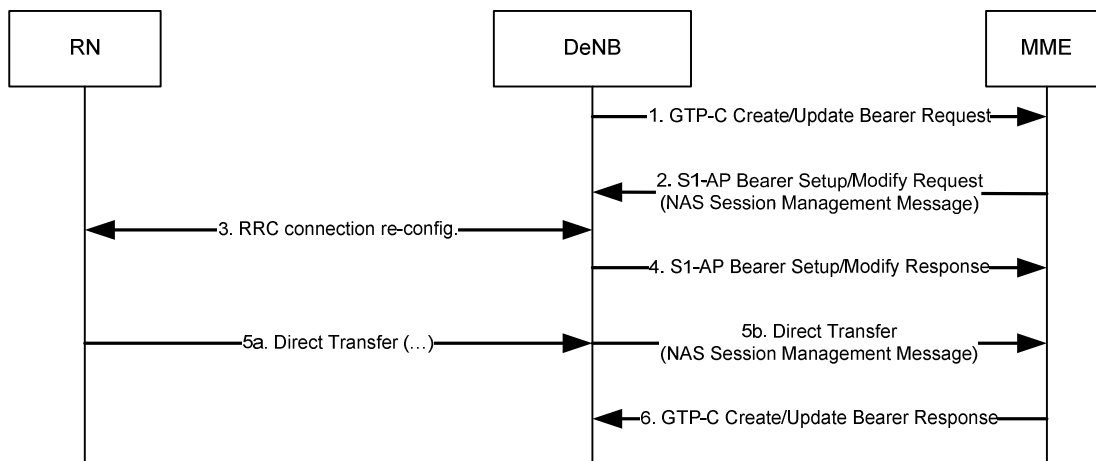 RN
DeNB
MME
1. GTP-C Create/Update Bearer Request
2. S1-AP Bearer Setup/Modify Request
(NAS Session Management Message)
3. RRC connection re-config.
4. S1-AP Bearer Setup/Modify Response
5a. Direct Transfer (…)
5b. Direct Transfer
(NAS Session Management Message)
6. GTP-C Create/Update Bearer Response